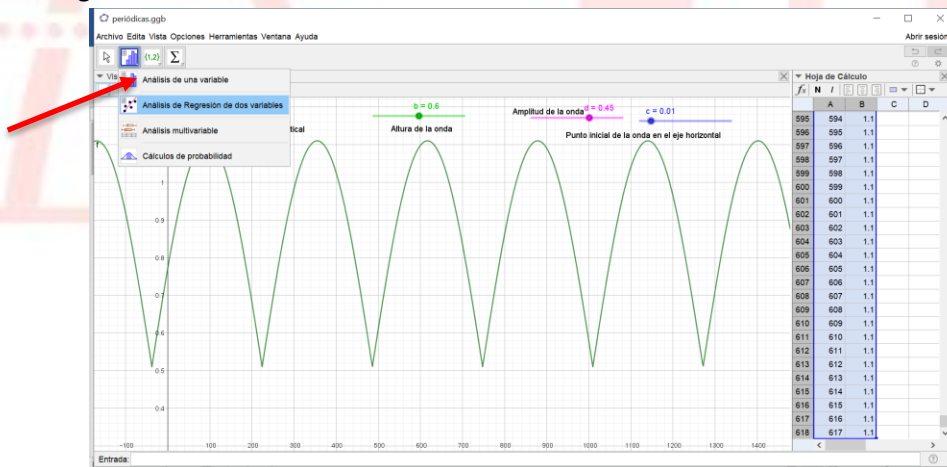 periódicas.ggb
Archivo Edita Vista Opciones Herramientas Ventana Ayuda
Abrir sesión
{1,2} Σ
Vis
Hoja de Cálculo
Análisis de una variable
Análisis de Regresión de dos variables
Análisis multivariable
Cálculos de probabilidad
tical
b = 0.6
Altura de la onda
Amplitud de la onda d = 0.45
c = 0.01
Punto inicial de la onda en el eje horizontal
1
0.9
0.8
0.7
0.6
0.5
0.4
-100 100 200 300 400 500 600 700 800 900 1000 1100 1200 1300 1400
fx N I
A B C D
595 594 1.1
596 595 1.1
597 596 1.1
598 597 1.1
599 598 1.1
600 599 1.1
601 600 1.1
602 601 1.1
603 602 1.1
604 603 1.1
605 604 1.1
606 605 1.1
607 606 1.1
608 607 1.1
609 608 1.1
610 609 1.1
611 610 1.1
612 611 1.1
613 612 1.1
614 613 1.1
615 614 1.1
616 615 1.1
617 616 1.1
618 617 1.1
Entrada: